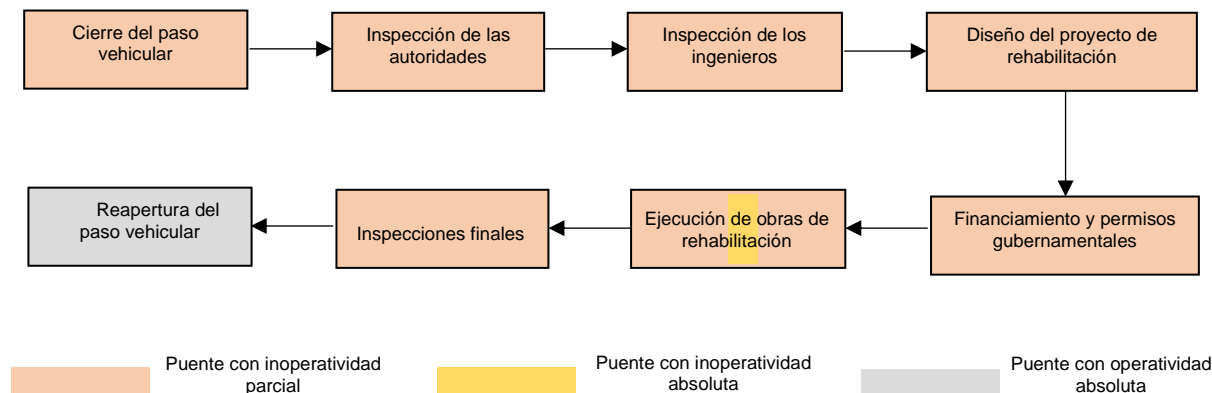 Cierre del paso
vehicular
Inspección de las
autoridades
Inspección de los
ingenieros
Diseño del proyecto de
rehabilitación
Reapertura del
paso vehicular
Inspecciones finales
Ejecución de obras de
rehabilitación
Financiamiento y permisos
gubernamentales
Puente con inoperatividad
parcial
Puente con inoperatividad
absoluta
Puente con operatividad
absoluta